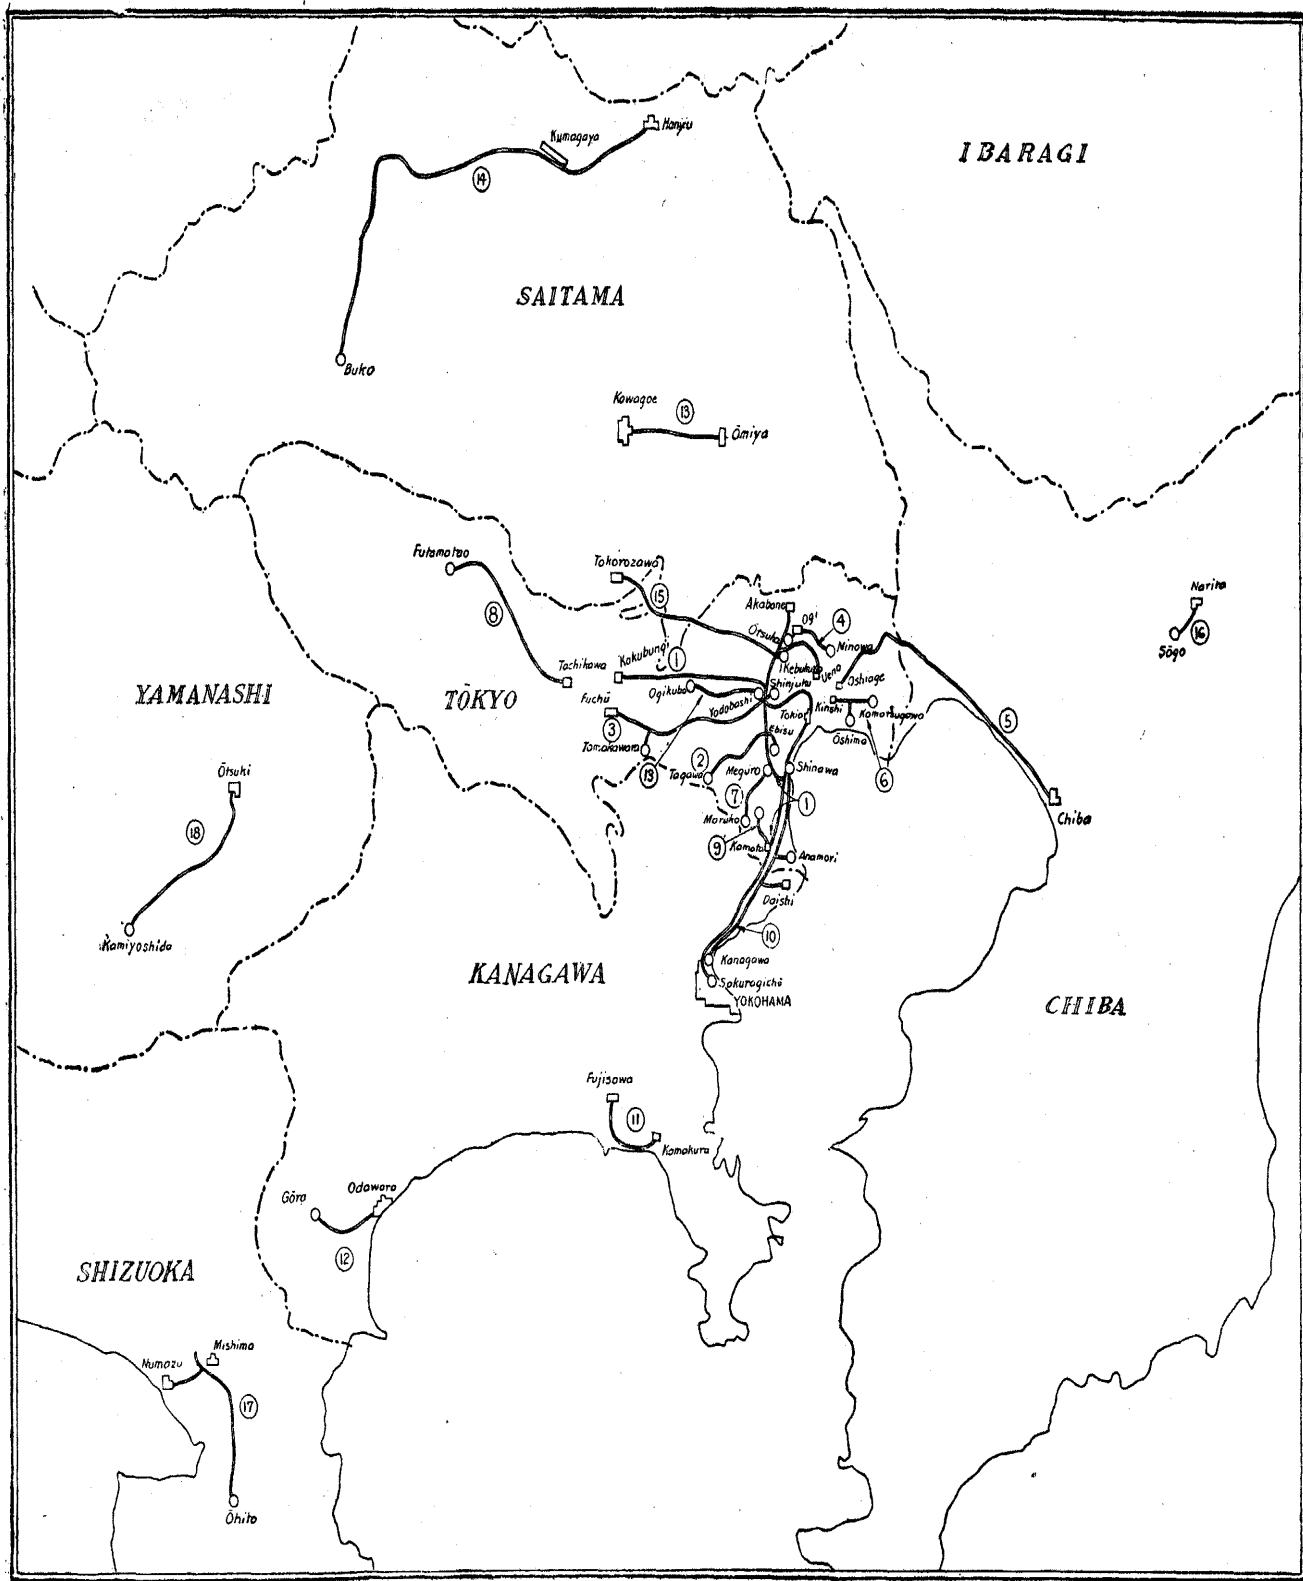 Kumagaya
Hanyu
IBARAGI
14
SAITAMA
Buko
Kawagoe
13
Ōmiya
Futamatao
Tokorozawa
15
Akabane
Ogi
4
Narita
8
Ōtsuka
Minowa
16
Sōgo
Kokubunji
1
Ikebukuro
Ueno
Oshiage
Tachikawa
YAMANASHI
TŌKYO
Ogikubo
Shinjuku
Fuchū
Yodobashi
Tokio
Kinshi
Komatsugawa
5
3
Ebisu
Ōshima
Tamakawara
13
2
Tagawa
Meguro
Shinawa
6
Ōtsuki
7
1
Chiba
18
Maruko
9
Kamata
Anamori
Daishi
Kamiyoshida
10
KANAGAWA
Kanagawa
Sakuragichō
YOKOHAMA
CHIBA
Fujisawa
11
Kamakura
Gōra
Odawara
12
SHIZUOKA
Mishima
Numazu
17
Ōhito